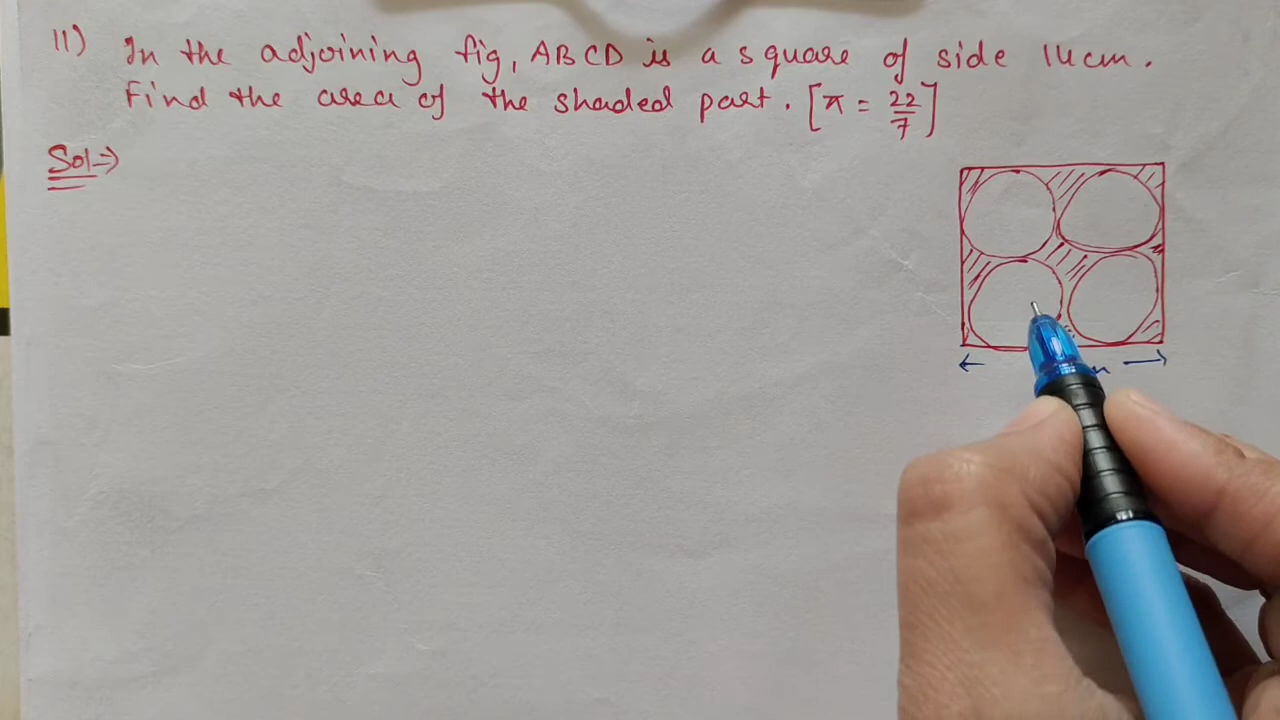 11) In the adjoining fig, ABCD is a square of side 14cm.
Find the area of the shaded part. [π = 22/7]
Sol⇒